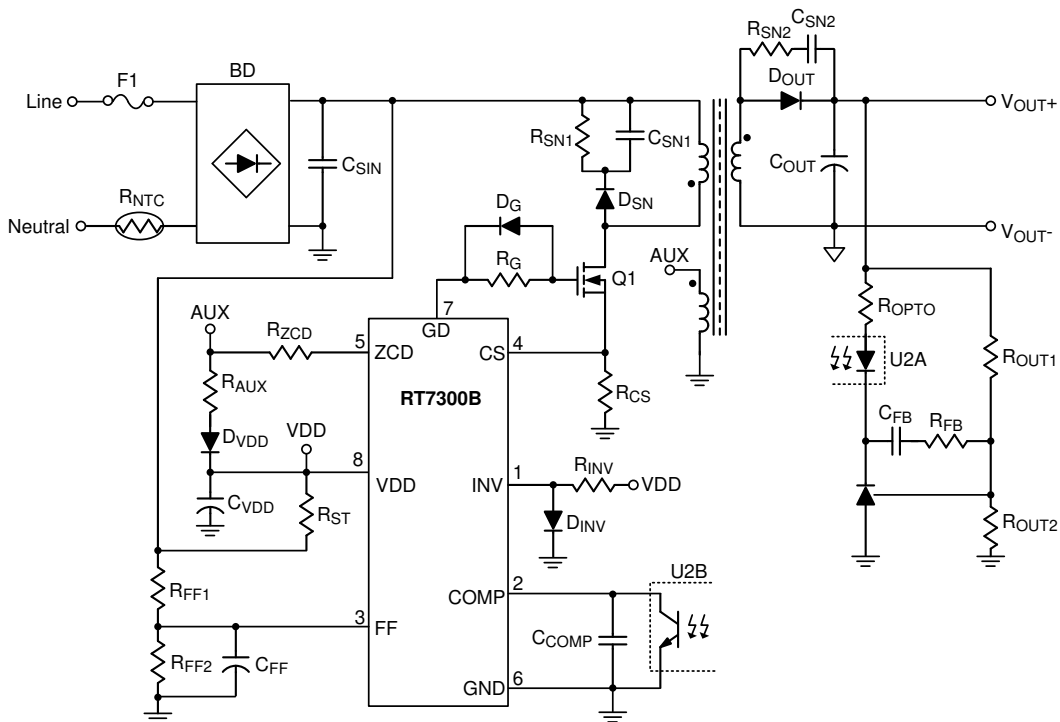 F1
BD
Line
Neutral
RNTC
CSIN
RSN1
CSN1
DSN
RSN2
CSN2
DOUT
COUT
VOUT+
VOUT-
DG
RG
Q1
AUX
AUX
RZCD
RAUX
DVDD
VDD
CVDD
RST
RFF1
RFF2
CFF
7
GD
5
ZCD
4
CS
RT7300B
8
VDD
1
INV
2
COMP
3
FF
6
GND
RCS
RINV
VDD
DINV
U2B
CCOMP
ROPTO
U2A
ROUT1
CFB
RFB
ROUT2